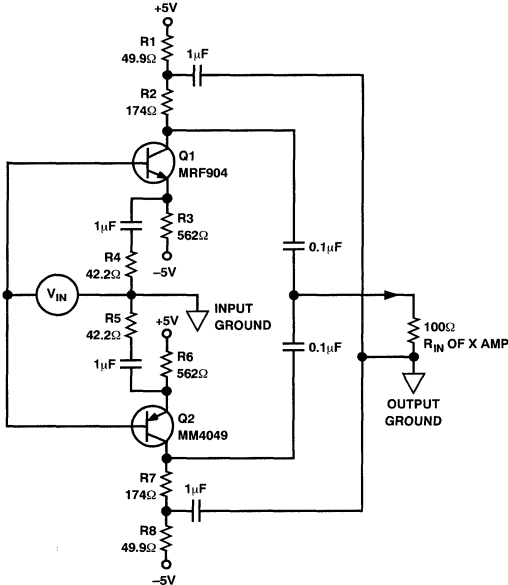 +5V
R1
49.9Ω
1μF
R2
174Ω
Q1
MRF904
1μF
R3
562Ω
0.1μF
R4
42.2Ω
–5V
VIN
INPUT
GROUND
100Ω
RIN OF X AMP
R5
42.2Ω
+5V
0.1μF
1μF
R6
562Ω
OUTPUT
GROUND
Q2
MM4049
R7
174Ω
1μF
R8
49.9Ω
–5V